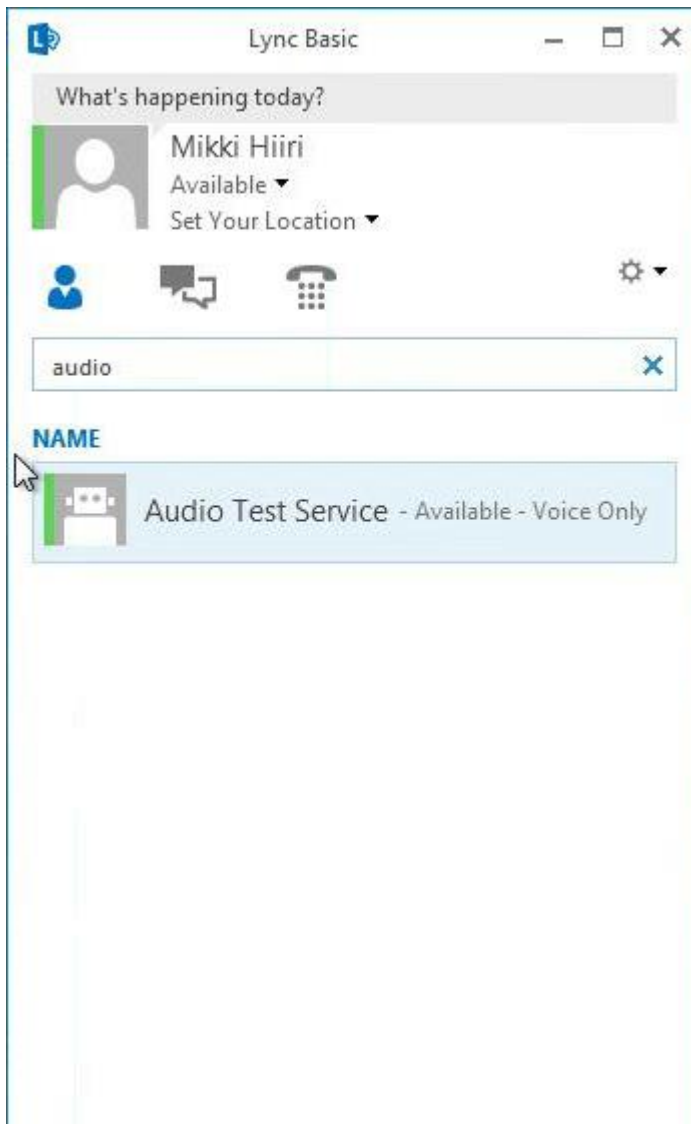 Lync Basic
What's happening today?
Mikki Hiiri
Available
Set Your Location
audio
NAME
Audio Test Service - Available - Voice Only